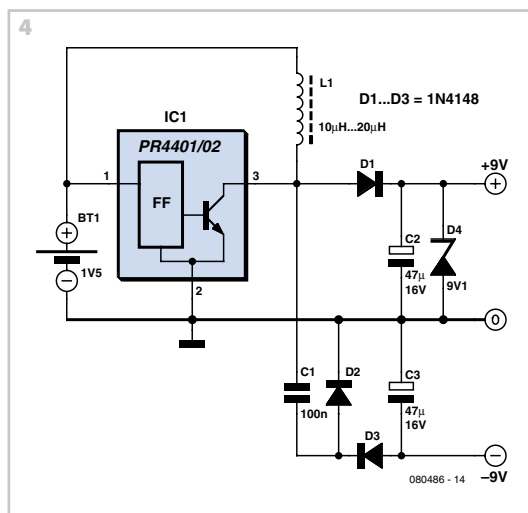 4
L1
D1...D3 = 1N4148
10µH...20µH
IC1
PR4401/02
1
3
FF
2
BT1
1V5
D1
+9V
C2
47µ
16V
D4
9V1
0
C1
100n
D2
D3
C3
47µ
16V
080486 - 14
–9V